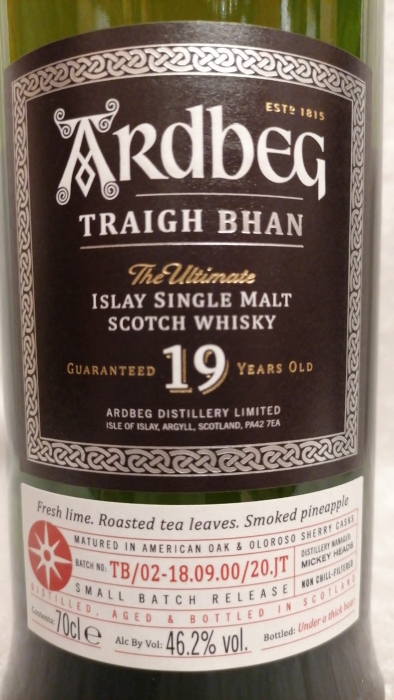 ESTD 1815
ARDBEG
TRAIGH BHAN
The Ultimate
ISLAY SINGLE MALT
SCOTCH WHISKY
GUARANTEED 19 YEARS OLD
ARDBEG DISTILLERY LIMITED
ISLE OF ISLAY, ARGYLL, SCOTLAND, PA42 7EA
Fresh lime. Roasted tea leaves. Smoked pineapple
MATURED IN AMERICAN OAK & OLOROSO SHERRY CASKS
BATCH NO: TB/02-18.09.00/20.JT
DISTILLERY MANAGER
MICKEY HEADS
SMALL BATCH RELEASE
NON CHILL-FILTERED
DISTILLED, AGED & BOTTLED IN SCOTLAND
Contents: 70cl e
Alc By Vol: 46.2% vol.
Bottled: Under a thick